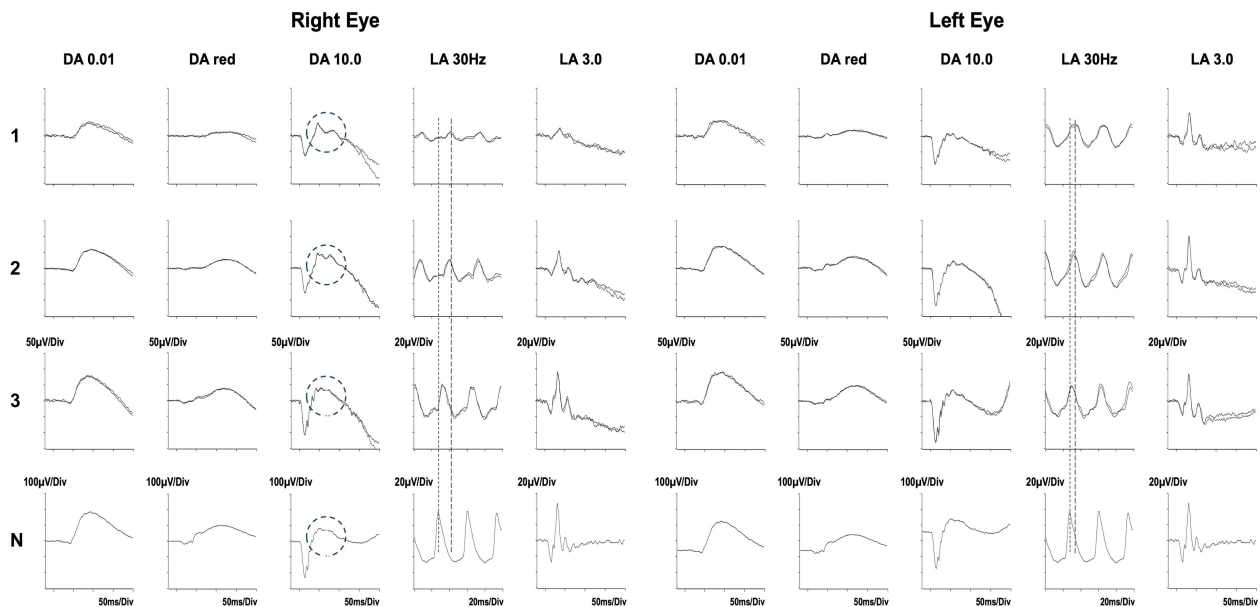 Right Eye Left Eye
DA 0.01 DA red DA 10.0 LA 30Hz LA 3.0 DA 0.01 DA red DA 10.0 LA 30Hz LA 3.0
1
2
50µV/Div 50µV/Div 50µV/Div 20µV/Div 20µV/Div 50µV/Div 50µV/Div 50µV/Div 20µV/Div 20µV/Div
3
100µV/Div 100µV/Div 100µV/Div 20µV/Div 20µV/Div 100µV/Div 100µV/Div 100µV/Div 20µV/Div 20µV/Div
N
50ms/Div 50ms/Div 50ms/Div 20ms/Div 50ms/Div 50ms/Div 50ms/Div 50ms/Div 20ms/Div 50ms/Div